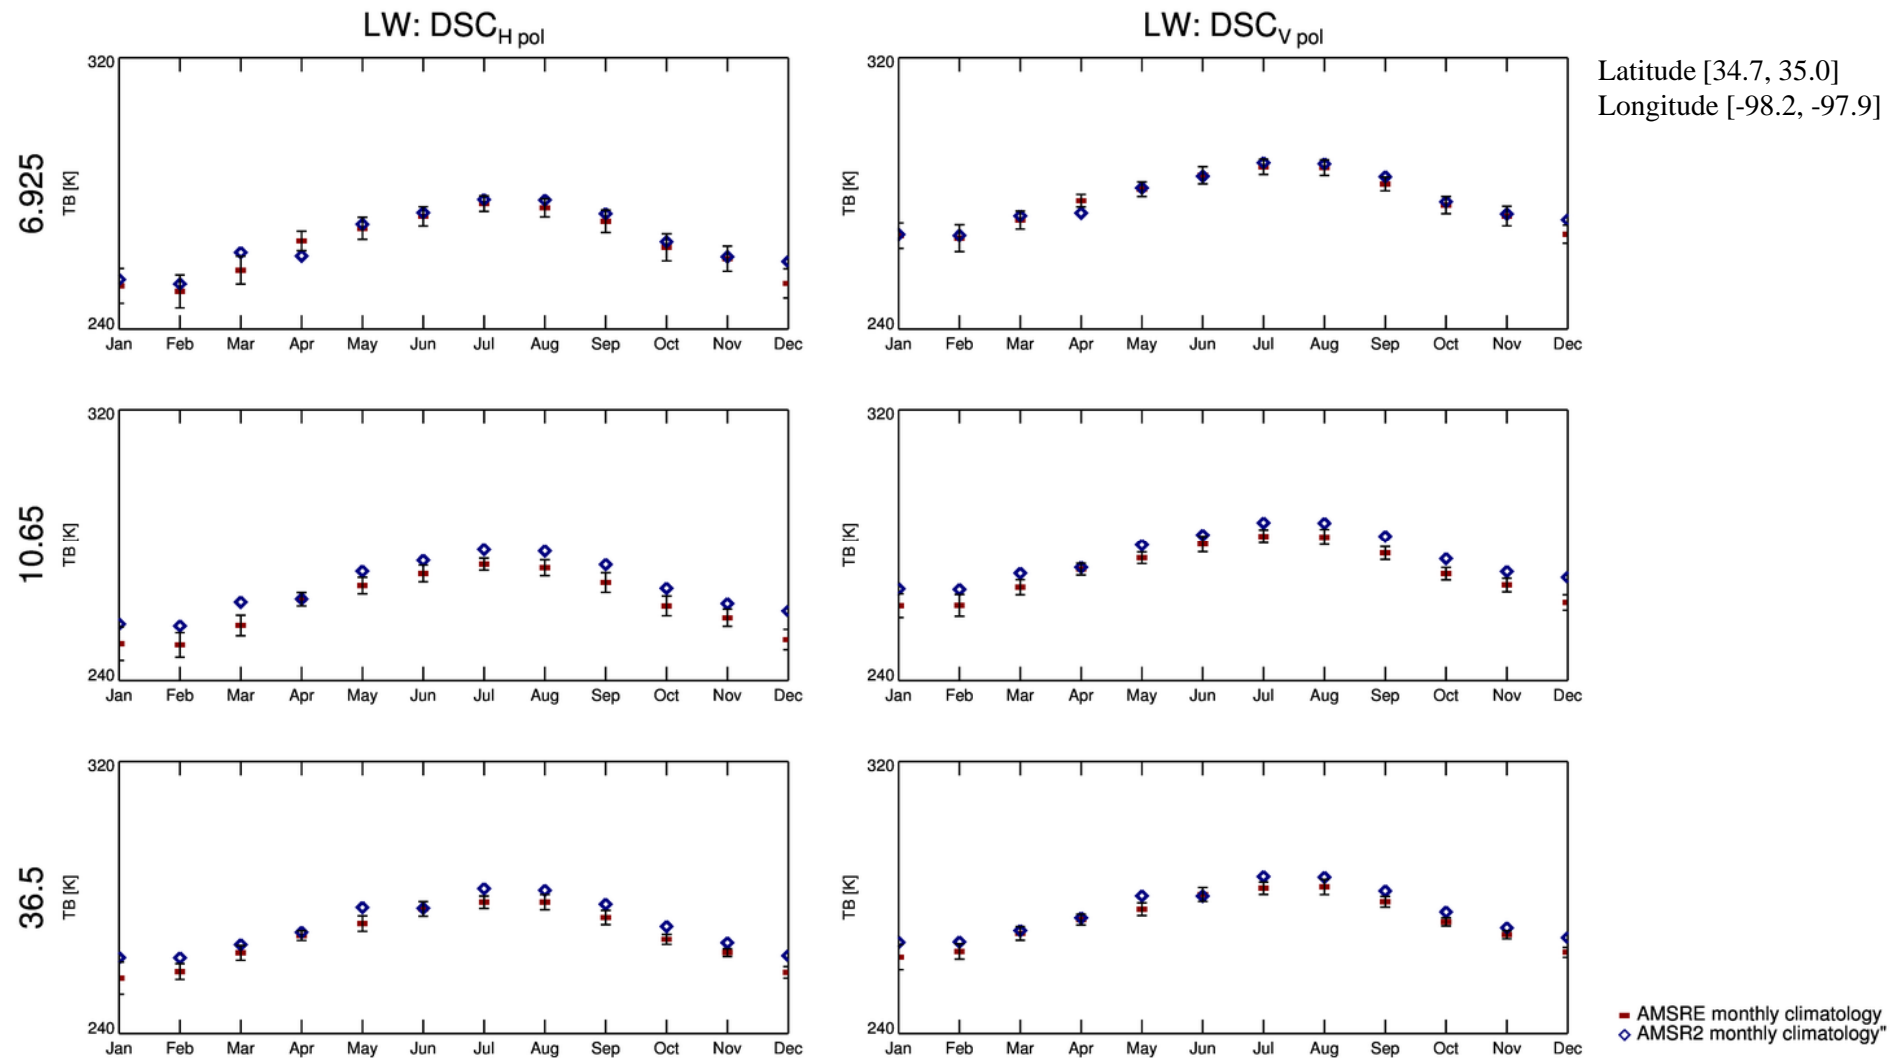 LW: DSC H pol
LW: DSC V pol
Latitude [34.7, 35.0]
Longitude [-98.2, -97.9]
6.925
TB [K]
320
240
Jan Feb Mar Apr May Jun Jul Aug Sep Oct Nov Dec
TB [K]
320
240
Jan Feb Mar Apr May Jun Jul Aug Sep Oct Nov Dec
10.65
TB [K]
320
240
Jan Feb Mar Apr May Jun Jul Aug Sep Oct Nov Dec
TB [K]
320
240
Jan Feb Mar Apr May Jun Jul Aug Sep Oct Nov Dec
36.5
TB [K]
320
240
Jan Feb Mar Apr May Jun Jul Aug Sep Oct Nov Dec
TB [K]
320
240
Jan Feb Mar Apr May Jun Jul Aug Sep Oct Nov Dec
AMSRE monthly climatology
AMSR2 monthly climatology"